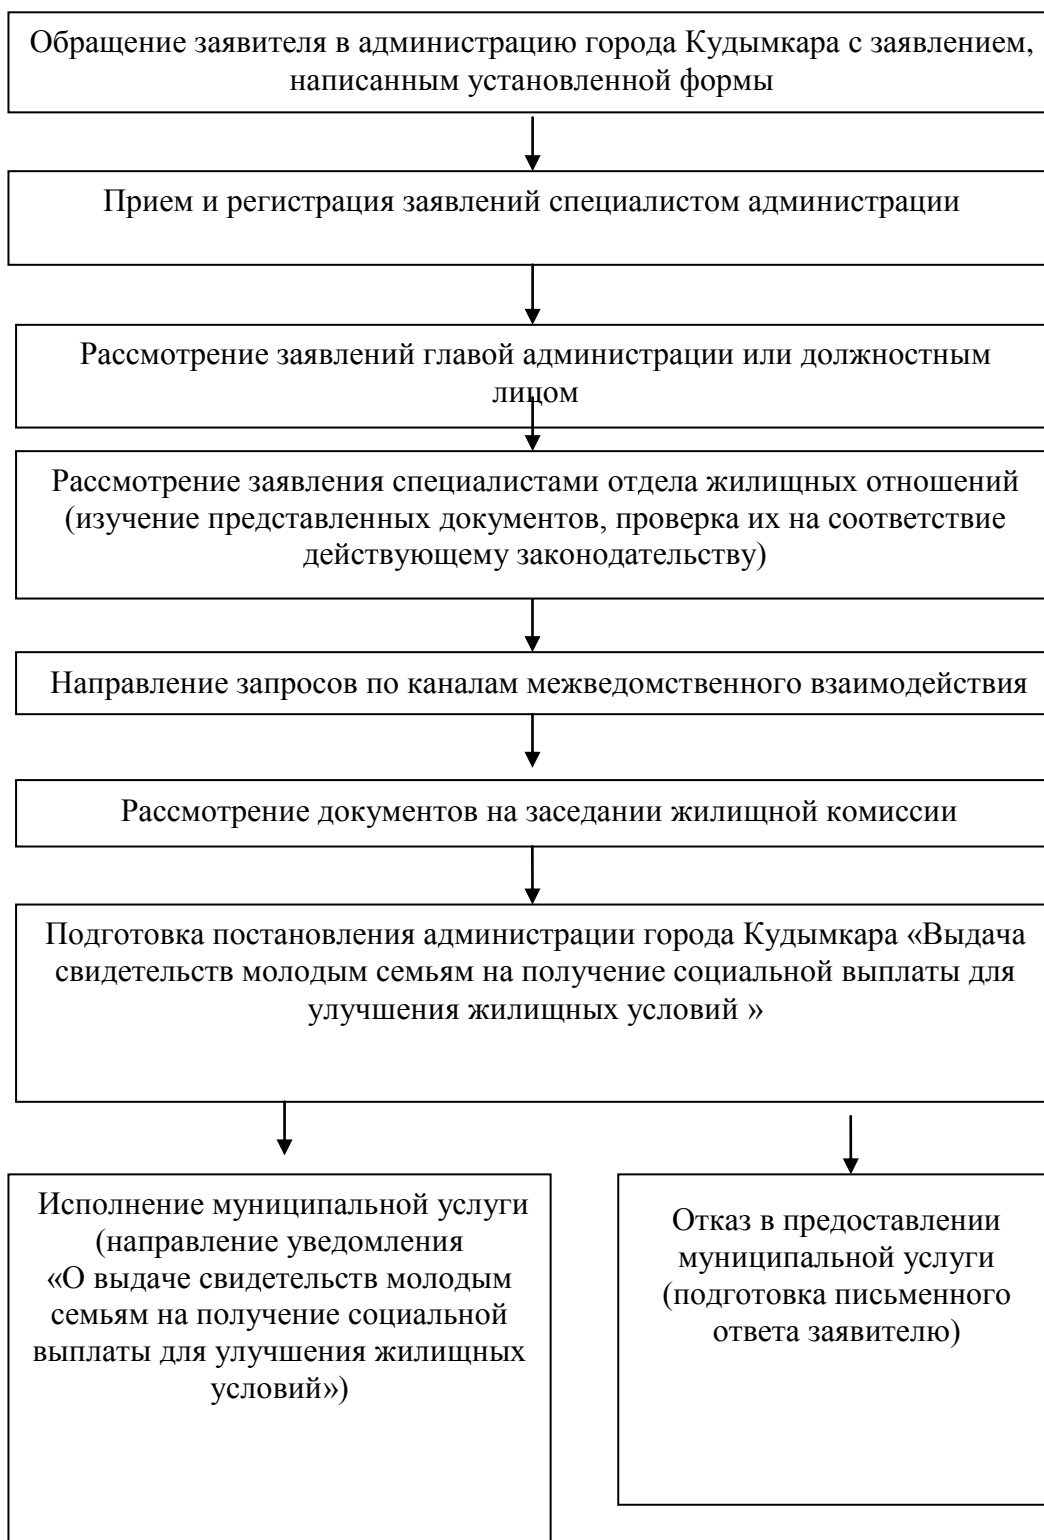 Обращение заявителя в администрацию города Кудымкара с заявлением,
написанным установленной формы
Прием и регистрация заявлений специалистом администрации
Рассмотрение заявлений главой администрации или должностным
лицом
Рассмотрение заявления специалистами отдела жилищных отношений
(изучение представленных документов, проверка их на соответствие
действующему законодательству)
Направление запросов по каналам межведомственного взаимодействия
Рассмотрение документов на заседании жилищной комиссии
Подготовка постановления администрации города Кудымкара «Выдача
свидетельств молодым семьям на получение социальной выплаты для
улучшения жилищных условий »
Исполнение муниципальной услуги
(направление уведомления
«О выдаче свидетельств молодым
семьям на получение социальной
выплаты для улучшения жилищных
условий»)
Отказ в предоставлении
муниципальной услуги
(подготовка письменного
ответа заявителю)